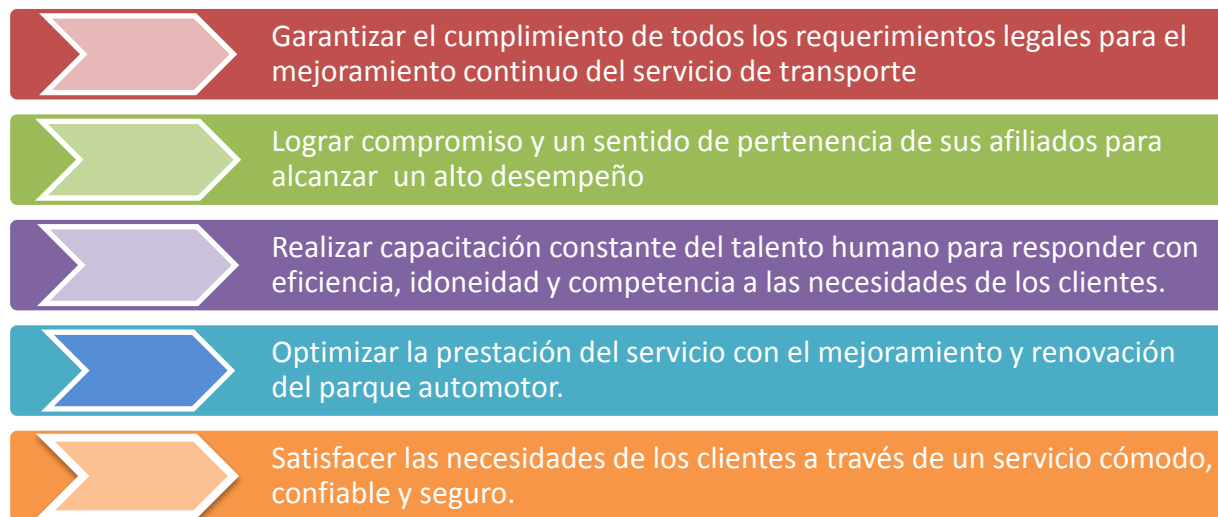 Garantizar el cumplimiento de todos los requerimientos legales para el
mejoramiento continuo del servicio de transporte
Lograr compromiso y un sentido de pertenencia de sus afiliados para
alcanzar  un alto desempeño
Realizar capacitación constante del talento humano para responder con
eficiencia, idoneidad y competencia a las necesidades de los clientes.
Optimizar la prestación del servicio con el mejoramiento y renovación
del parque automotor.
Satisfacer las necesidades de los clientes a través de un servicio cómodo,
confiable y seguro.